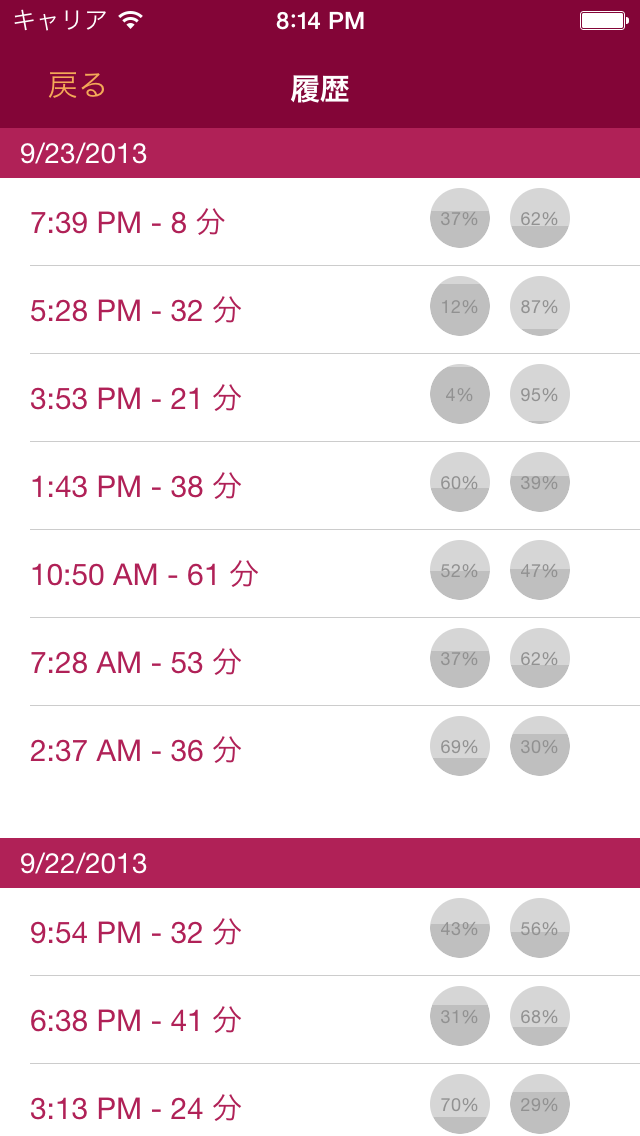 キャリア 8:14 PM
戻る 履歴
9/23/2013
7:39 PM - 8 分 37% 62%
5:28 PM - 32 分 12% 87%
3:53 PM - 21 分 4% 95%
1:43 PM - 38 分 60% 39%
10:50 AM - 61 分 52% 47%
7:28 AM - 53 分 37% 62%
2:37 AM - 36 分 69% 30%
9/22/2013
9:54 PM - 32 分 43% 56%
6:38 PM - 41 分 31% 68%
3:13 PM - 24 分 70% 29%